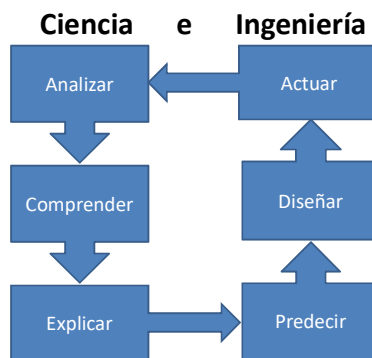 Ciencia e Ingeniería
Analizar
Actuar
Comprender
Diseñar
Explicar
Predecir